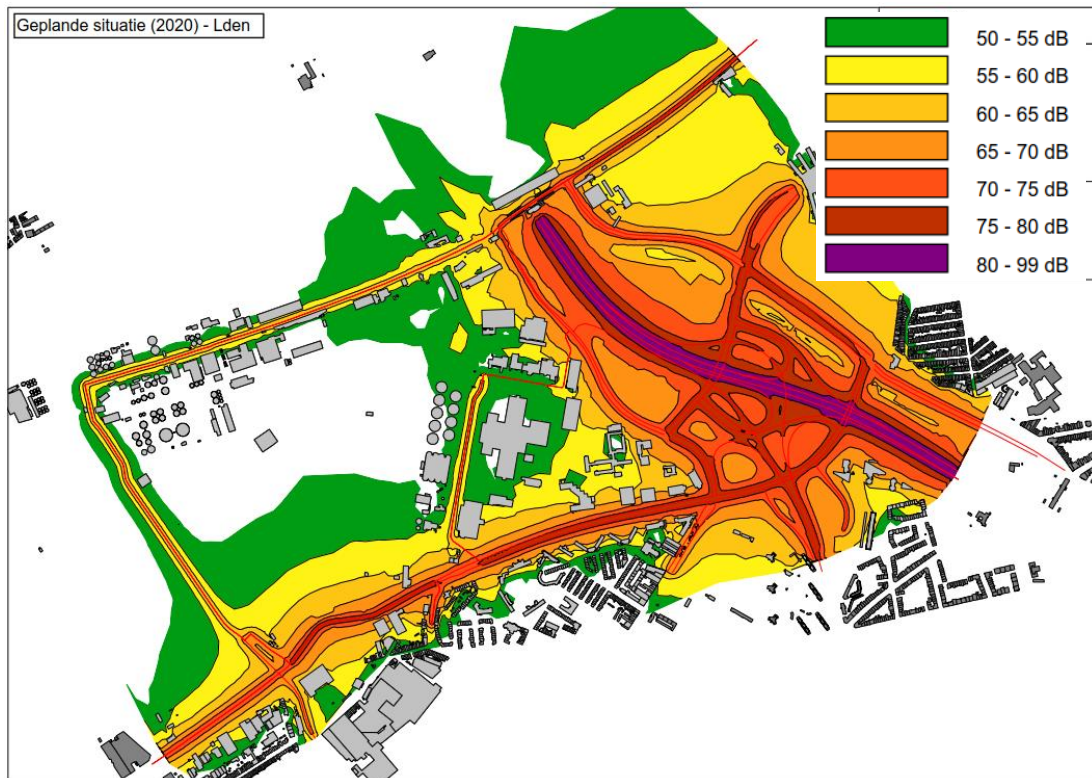 Geplande situatie (2020) - Lden
50 - 55 dB
55 - 60 dB
60 - 65 dB
65 - 70 dB
70 - 75 dB
75 - 80 dB
80 - 99 dB